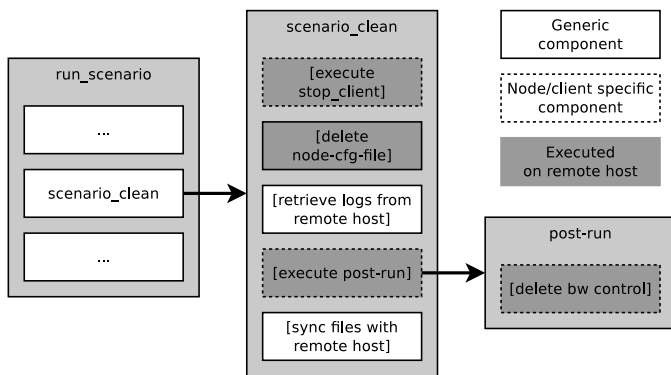 run_scenario
...
scenario_clean
...
scenario_clean
[execute
stop_client]
[delete
node-cfg-file]
[retrieve logs from
remote host]
[execute post-run]
[sync files with
remote host]
Generic
component
Node/client specific
component
Executed
on remote host
post-run
[delete bw control]